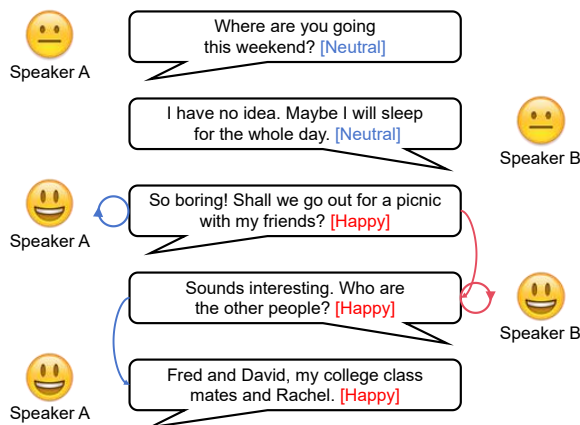 Where are you going
this weekend? [Neutral]
Speaker A
I have no idea. Maybe I will sleep
for the whole day. [Neutral]
Speaker B
So boring! Shall we go out for a picnic
with my friends? [Happy]
Speaker A
Sounds interesting. Who are
the other people? [Happy]
Speaker B
Fred and David, my college class
mates and Rachel. [Happy]
Speaker A